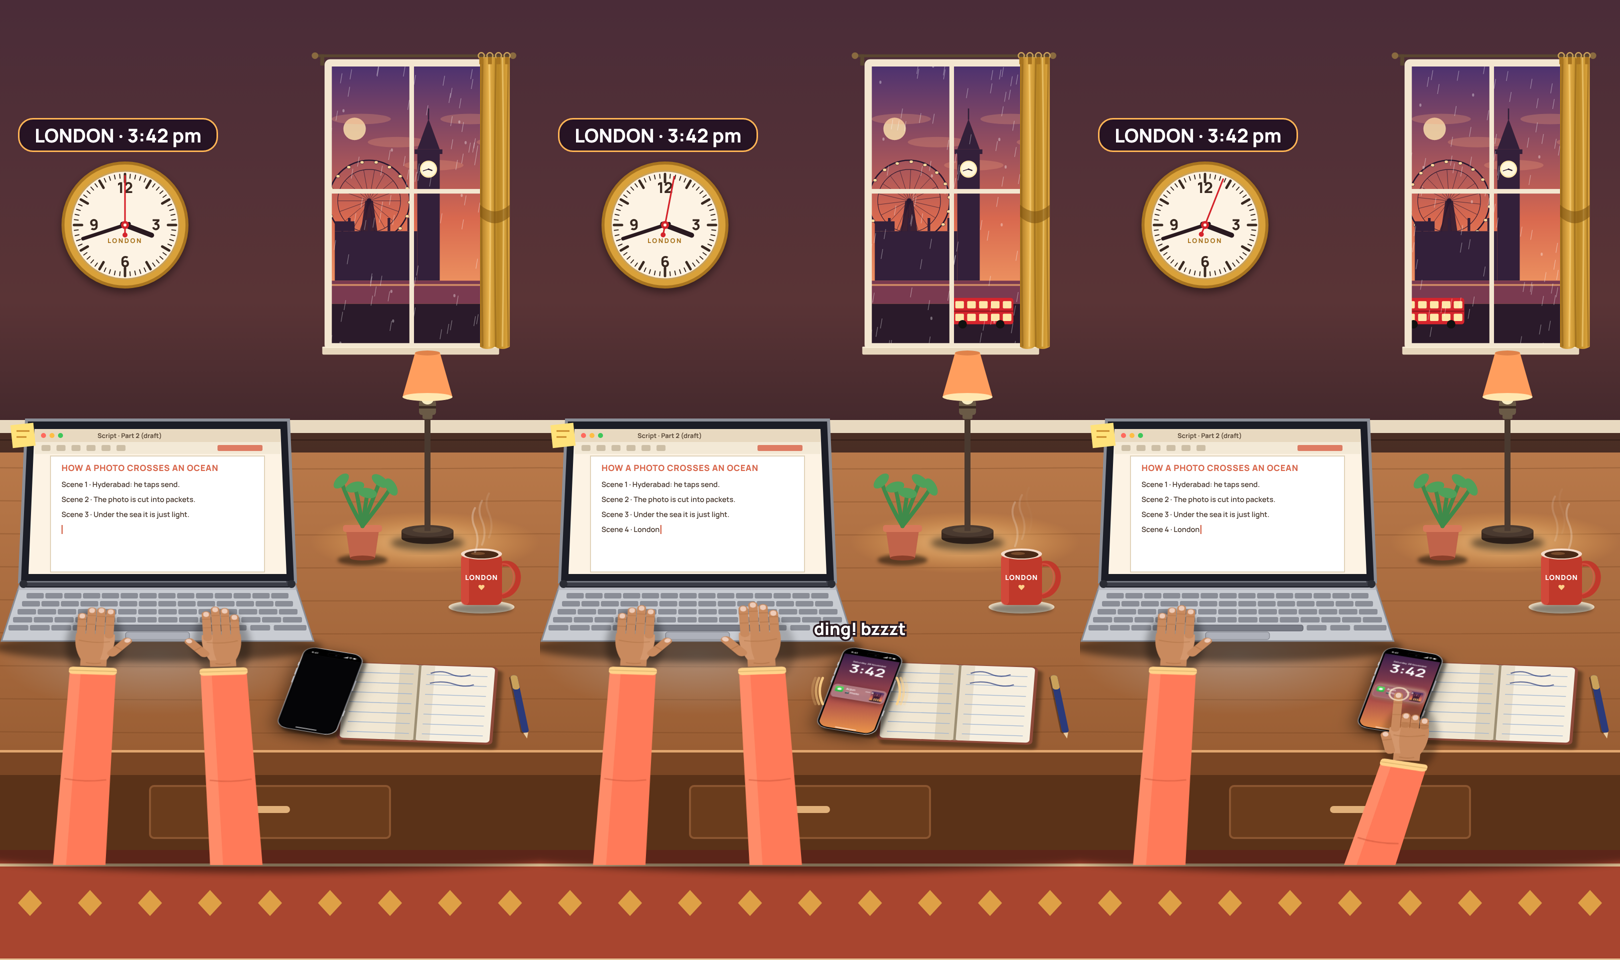 LONDON · 3:42 pm
12
9
3
LONDON
6
Script · Part 2 (draft)
HOW A PHOTO CROSSES AN OCEAN
Scene 1 · Hyderabad: he taps send.
Scene 2 · The photo is cut into packets.
Scene 3 · Under the sea it is just light.
LONDON
LONDON · 3:42 pm
12
9
3
LONDON
6
Script · Part 2 (draft)
HOW A PHOTO CROSSES AN OCEAN
Scene 1 · Hyderabad: he taps send.
Scene 2 · The photo is cut into packets.
Scene 3 · Under the sea it is just light.
Scene 4 · London
LONDON
ding! bzzzt
3:42
LONDON · 3:42 pm
12
9
3
LONDON
6
Script · Part 2 (draft)
HOW A PHOTO CROSSES AN OCEAN
Scene 1 · Hyderabad: he taps send.
Scene 2 · The photo is cut into packets.
Scene 3 · Under the sea it is just light.
Scene 4 · London
LONDON
3:42